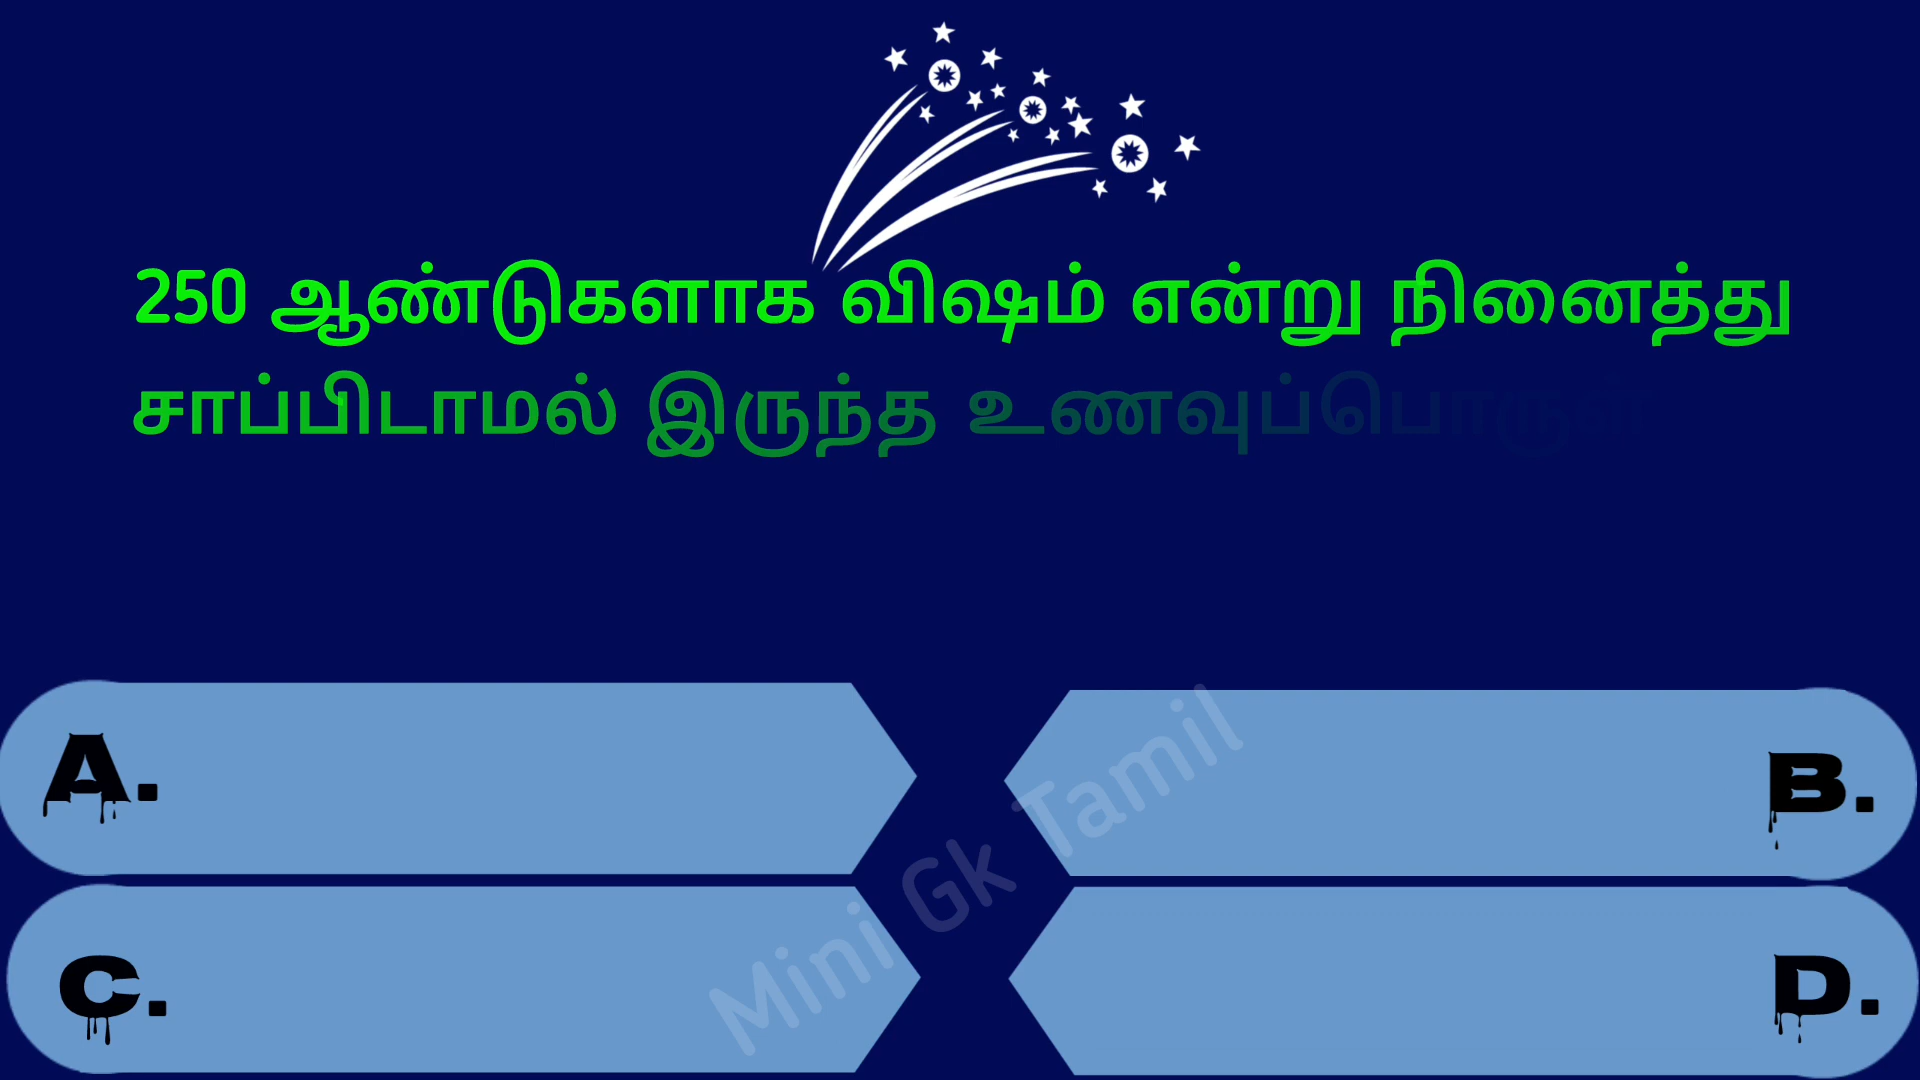 250 ஆண்டுகளாக விஷம் என்று நினைத்து
சாப்பிடாமல் இருந்த உணவுப்பொருள்
A.
B.
C.
D.
Mini Gk Tamil